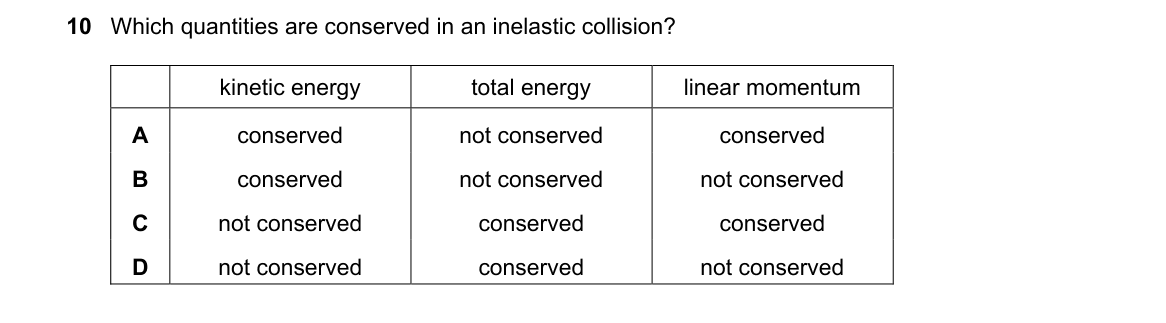 10 Which quantities are conserved in an inelastic collision?
kinetic energy total energy linear momentum
A conserved not conserved conserved
B conserved not conserved not conserved
C not conserved conserved conserved
D not conserved conserved not conserved